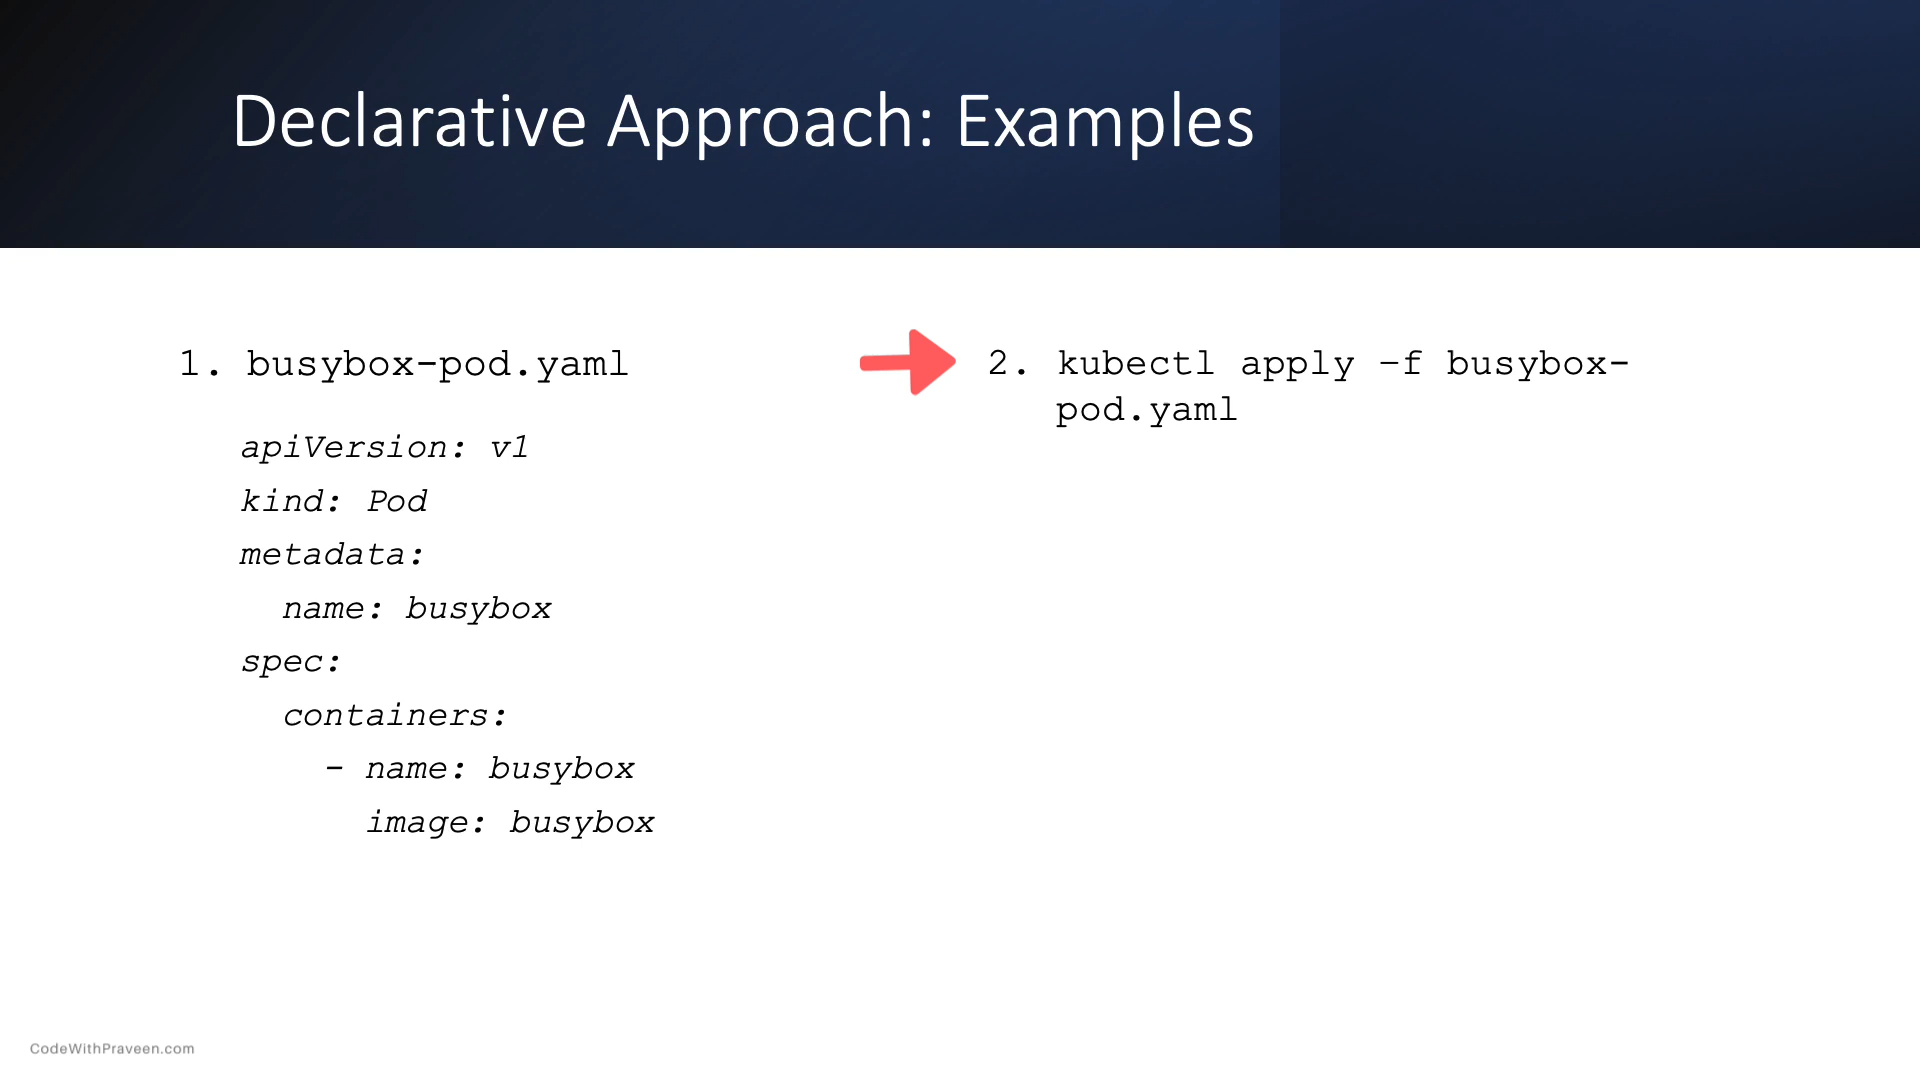 Declarative Approach: Examples
1. busybox-pod.yaml
apiVersion: v1
kind: Pod
metadata:
  name: busybox
spec:
  containers:
    - name: busybox
      image: busybox
2. kubectl apply –f busybox-
pod.yaml
CodeWithPraveen.com